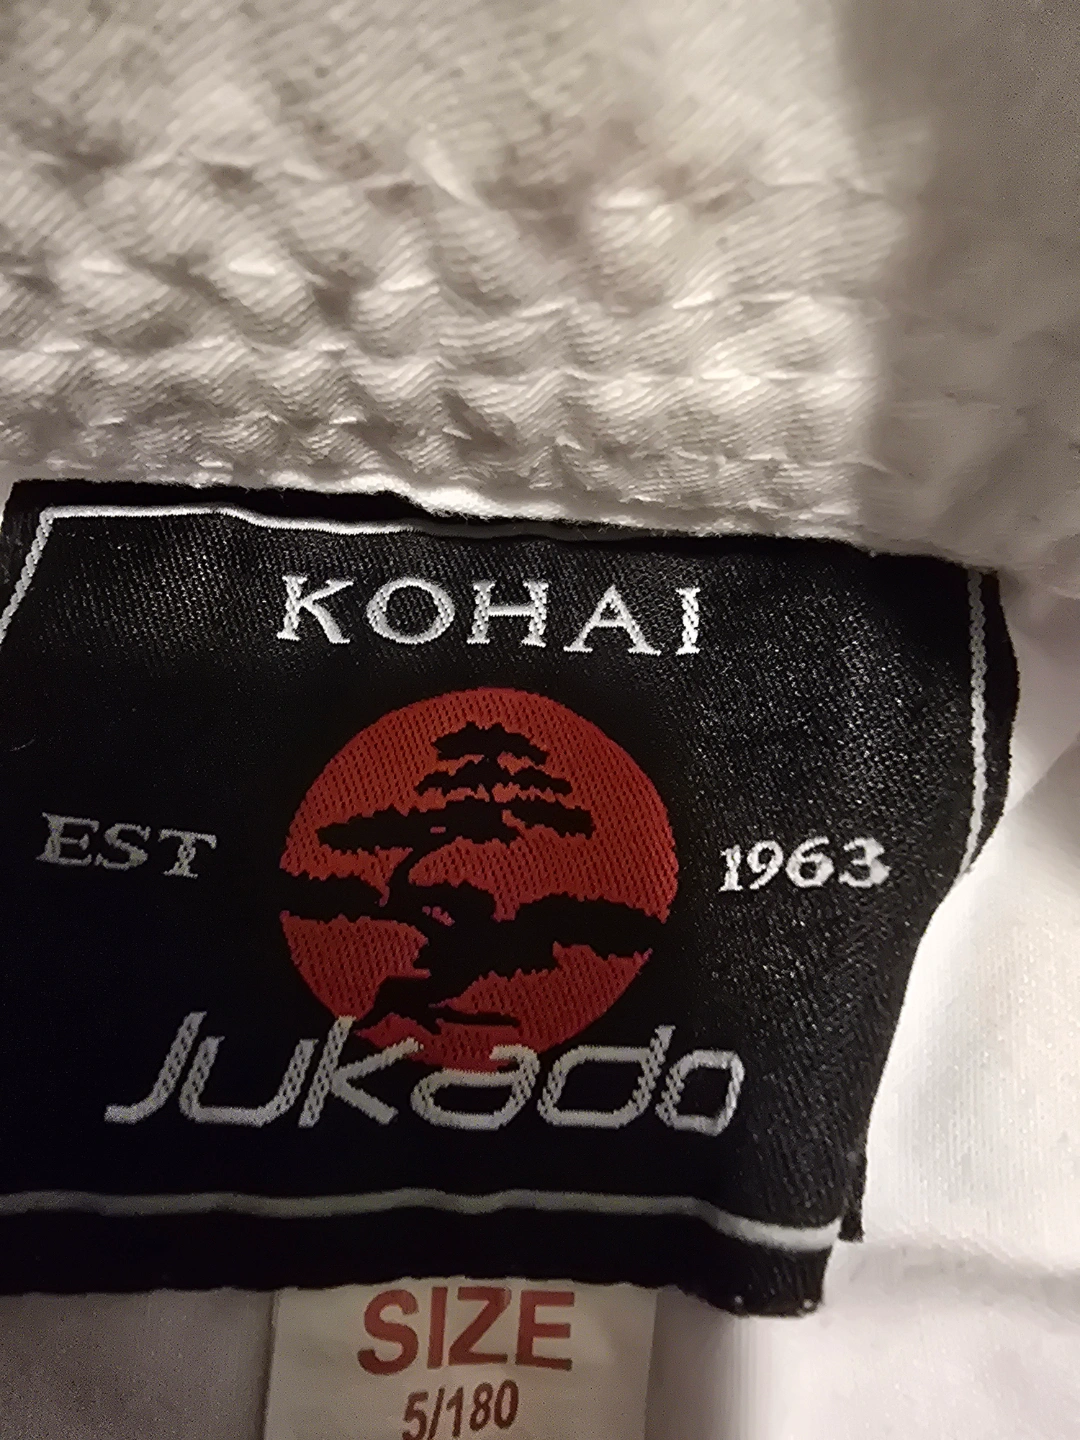 KOHAI
EST 1963
Jukado
SIZE
5/180